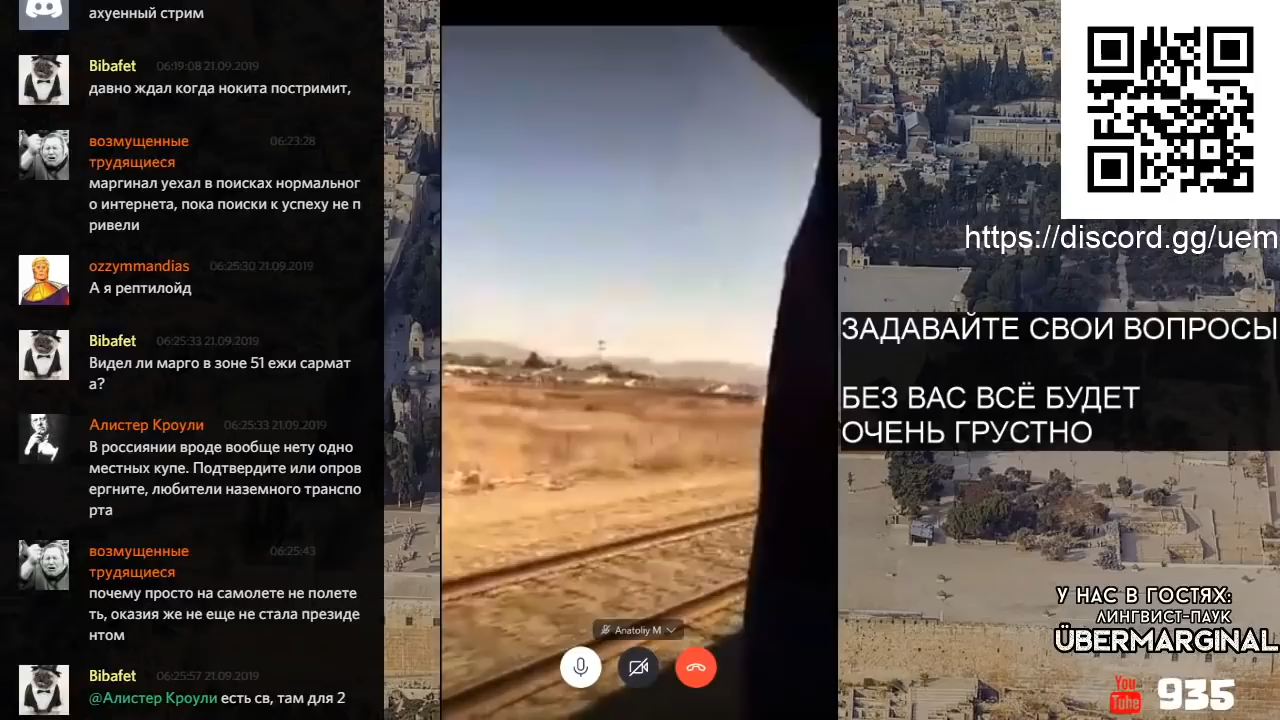 ахуенный стрим
Bibafet 06:19:08 21.09.2019
давно ждал когда нокита постримит,
возмущенные 06:23:28
трудящиеся
маргинал уехал в поисках нормальног
о интернета, пока поиски к успеху не п
ривели
ozzymmandias 06:25:30 21.09.2019
А я рептилойд
Bibafet 06:25:33 21.09.2019
Видел ли марго в зоне 51 ежи сармат
а?
Алистер Кроули 06:25:33 21.09.2019
В россиянии вроде вообще нету одно
местных купе. Подтвердите или опров
ергните, любители наземного транспо
рта
возмущенные 06:25:43
трудящиеся
почему просто на самолете не полете
ть, оказия же не еще не стала президе
нтом
Bibafet 06:25:57 21.09.2019
@Алистер Кроули есть св, там для 2
Anatoliy M
https://discord.gg/uem
ЗАДАВАЙТЕ СВОИ ВОПРОСЫ
БЕЗ ВАС ВСЁ БУДЕТ
ОЧЕНЬ ГРУСТНО
У НАС В ГОСТЯХ:
ЛИНГВИСТ-ПАУК
ÜBERMARGINAL
You
Tube 935